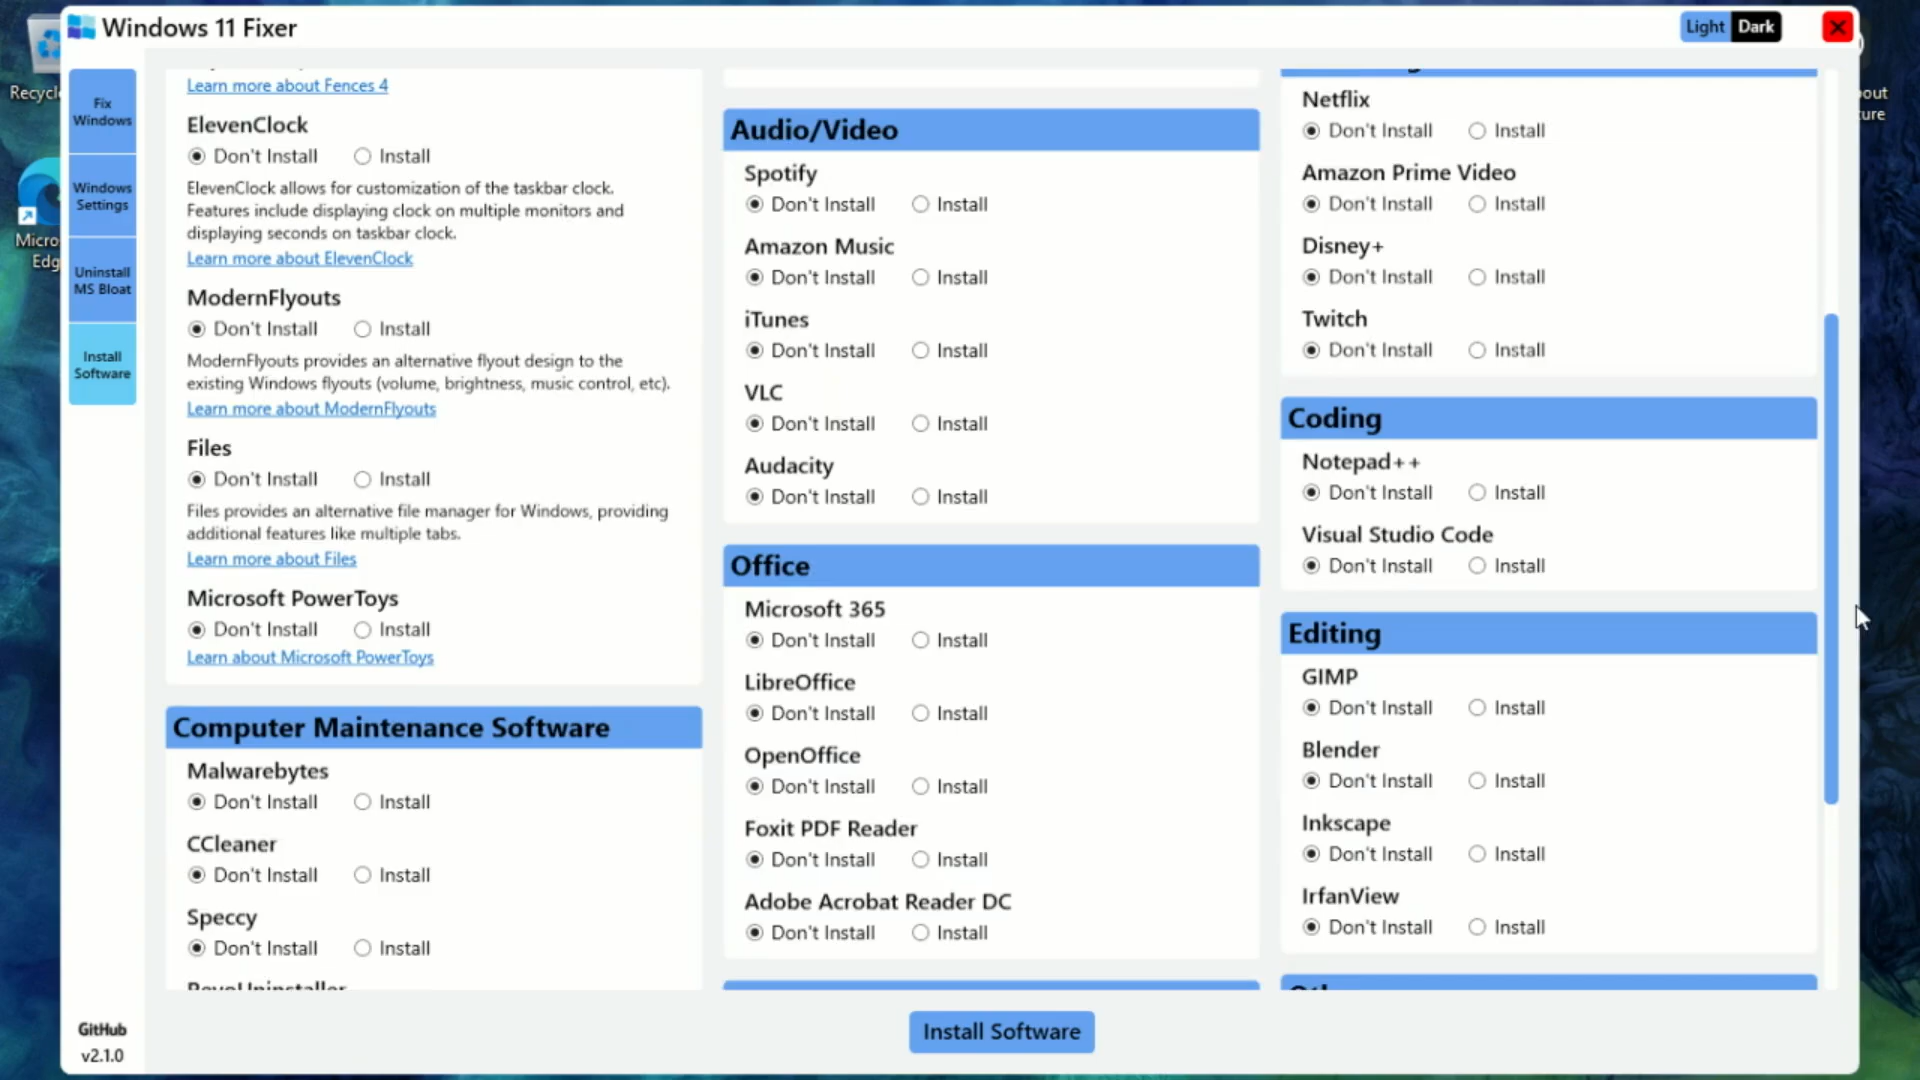 Windows 11 Fixer
Light Dark
Recycl
Micro
Edg
out
ure
Fix
Windows
Windows
Settings
Uninstall
MS Bloat
Install
Software
GitHub
v2.1.0
Learn more about Fences 4
ElevenClock
Don't Install Install
ElevenClock allows for customization of the taskbar clock.
Features include displaying clock on multiple monitors and
displaying seconds on taskbar clock.
Learn more about ElevenClock
ModernFlyouts
Don't Install Install
ModernFlyouts provides an alternative flyout design to the
existing Windows flyouts (volume, brightness, music control, etc).
Learn more about ModernFlyouts
Files
Don't Install Install
Files provides an alternative file manager for Windows, providing
additional features like multiple tabs.
Learn more about Files
Microsoft PowerToys
Don't Install Install
Learn about Microsoft PowerToys
Computer Maintenance Software
Malwarebytes
Don't Install Install
CCleaner
Don't Install Install
Speccy
Don't Install Install
RevoUninstaller
Audio/Video
Spotify
Don't Install Install
Amazon Music
Don't Install Install
iTunes
Don't Install Install
VLC
Don't Install Install
Audacity
Don't Install Install
Office
Microsoft 365
Don't Install Install
LibreOffice
Don't Install Install
OpenOffice
Don't Install Install
Foxit PDF Reader
Don't Install Install
Adobe Acrobat Reader DC
Don't Install Install
Netflix
Don't Install Install
Amazon Prime Video
Don't Install Install
Disney+
Don't Install Install
Twitch
Don't Install Install
Coding
Notepad++
Don't Install Install
Visual Studio Code
Don't Install Install
Editing
GIMP
Don't Install Install
Blender
Don't Install Install
Inkscape
Don't Install Install
IrfanView
Don't Install Install
Install Software